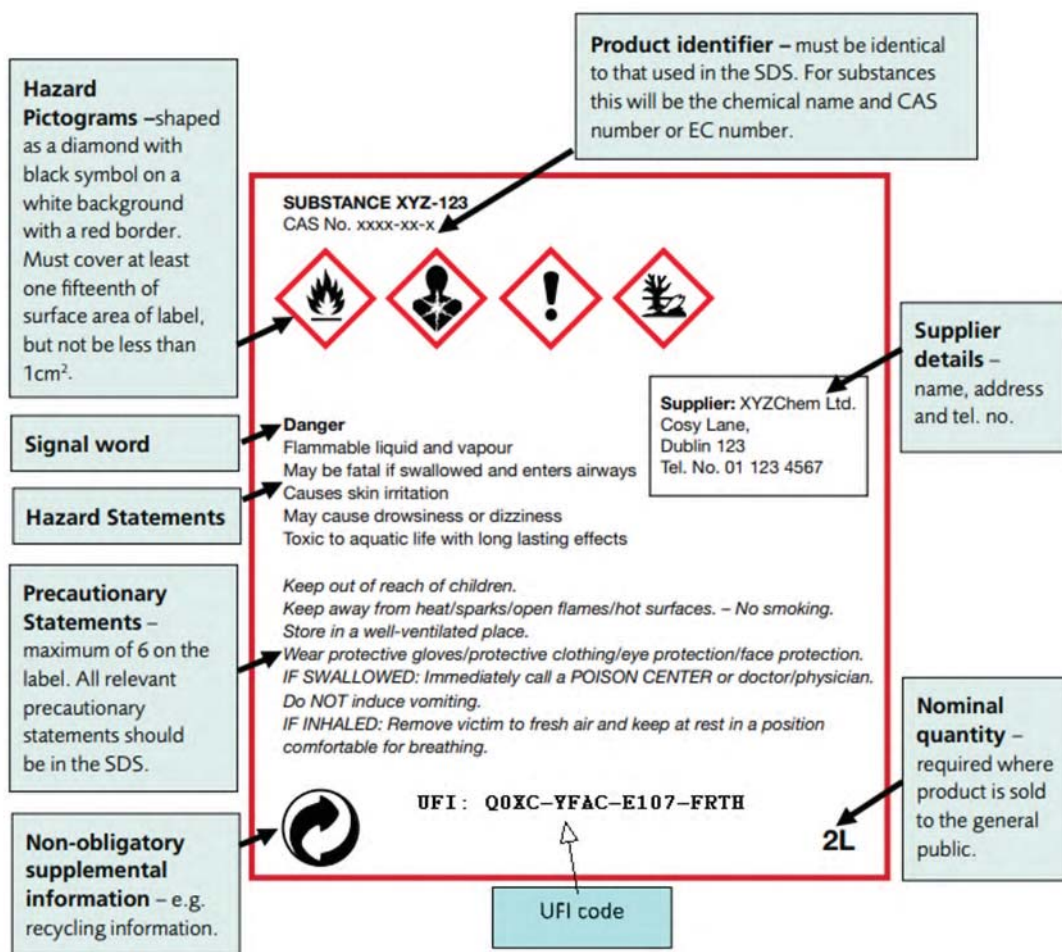 Product identifier – must be identical
to that used in the SDS. For substances
this will be the chemical name and CAS
number or EC number.
Hazard
Pictograms –shaped
as a diamond with
black symbol on a
white background
with a red border.
Must cover at least
one fifteenth of
surface area of label,
but not be less than
1cm².
Signal word
Hazard Statements
Precautionary
Statements –
maximum of 6 on the
label. All relevant
precautionary
statements should
be in the SDS.
Non-obligatory
supplemental
information – e.g.
recycling information.
SUBSTANCE XYZ-123
CAS No. xxxx-xx-x
Supplier: XYZChem Ltd.
Cosy Lane,
Dublin 123
Tel. No. 01 123 4567
Danger
Flammable liquid and vapour
May be fatal if swallowed and enters airways
Causes skin irritation
May cause drowsiness or dizziness
Toxic to aquatic life with long lasting effects
Keep out of reach of children.
Keep away from heat/sparks/open flames/hot surfaces. – No smoking.
Store in a well-ventilated place.
Wear protective gloves/protective clothing/eye protection/face protection.
IF SWALLOWED: Immediately call a POISON CENTER or doctor/physician.
Do NOT induce vomiting.
IF INHALED: Remove victim to fresh air and keep at rest in a position
comfortable for breathing.
UFI: Q0XC-YFAC-E107-FRTH
2L
UFI code
Supplier
details –
name, address
and tel. no.
Nominal
quantity –
required where
product is sold
to the general
public.